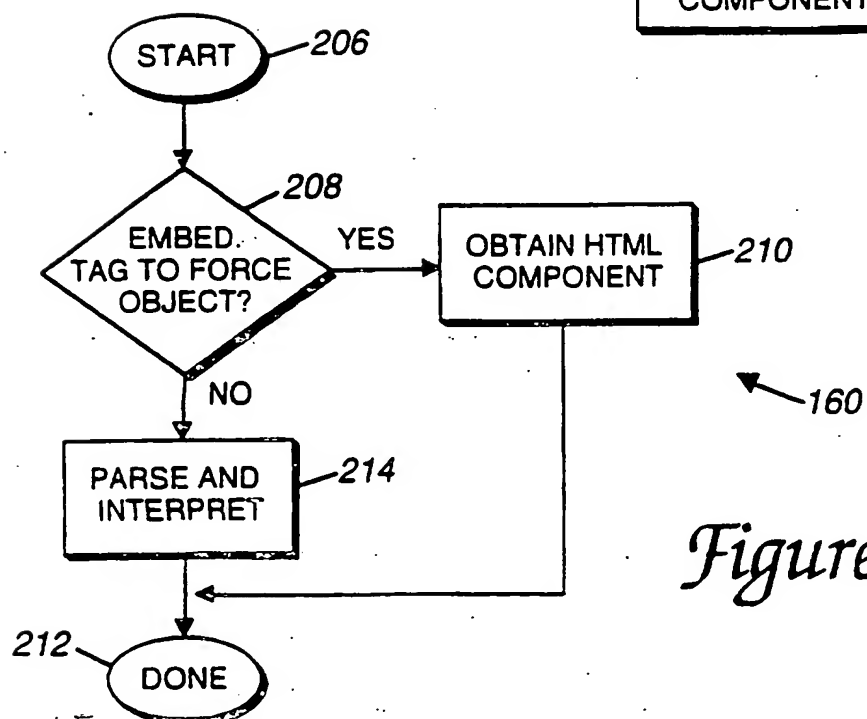 COMPONENT
START
206
208
EMBED.
TAG TO FORCE
OBJECT?
YES
OBTAIN HTML
COMPONENT
210
NO
160
PARSE AND
INTERPRET
214
Figure
212
DONE